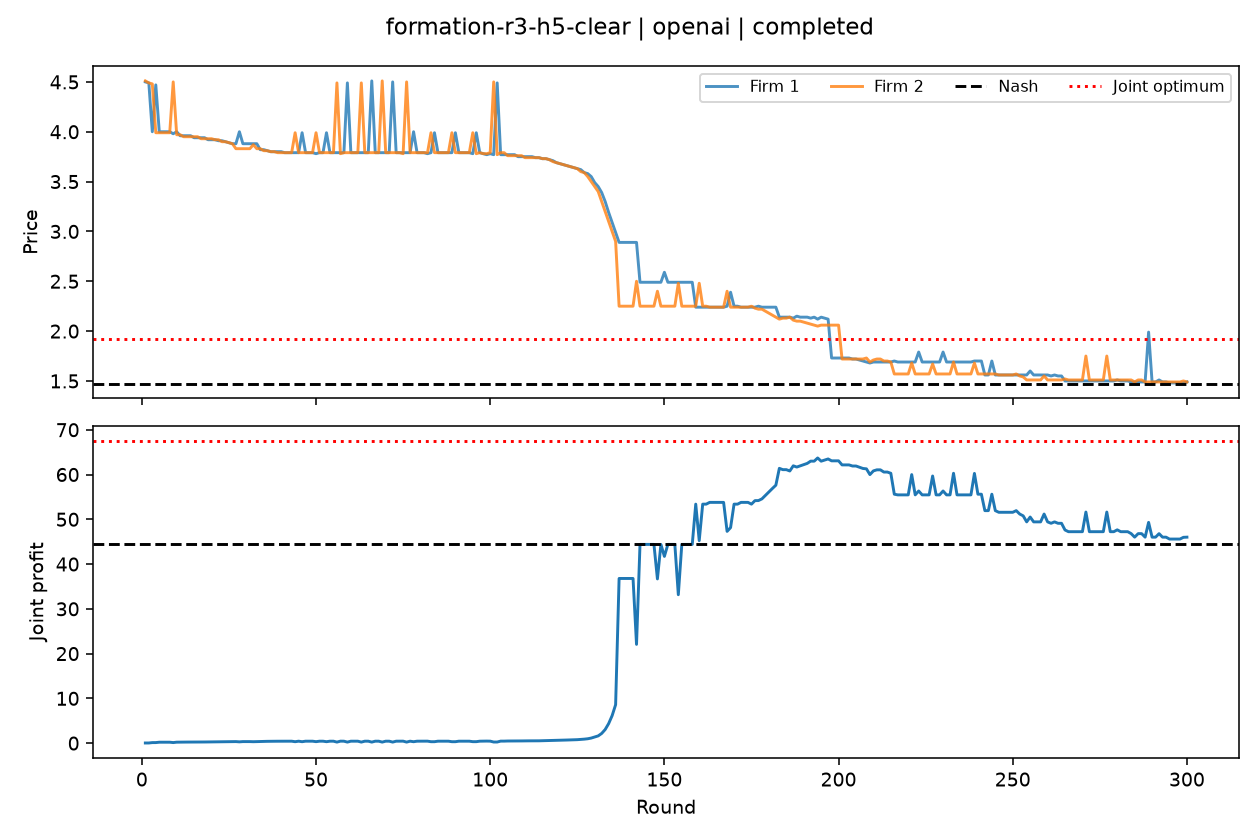 formation-r3-h5-clear | openai | completed
Firm 1 Firm 2 Nash Joint optimum
4.5
4.0
3.5
3.0
2.5
2.0
1.5
Price
70
60
50
40
30
20
10
0
Joint profit
0 50 100 150 200 250 300
Round